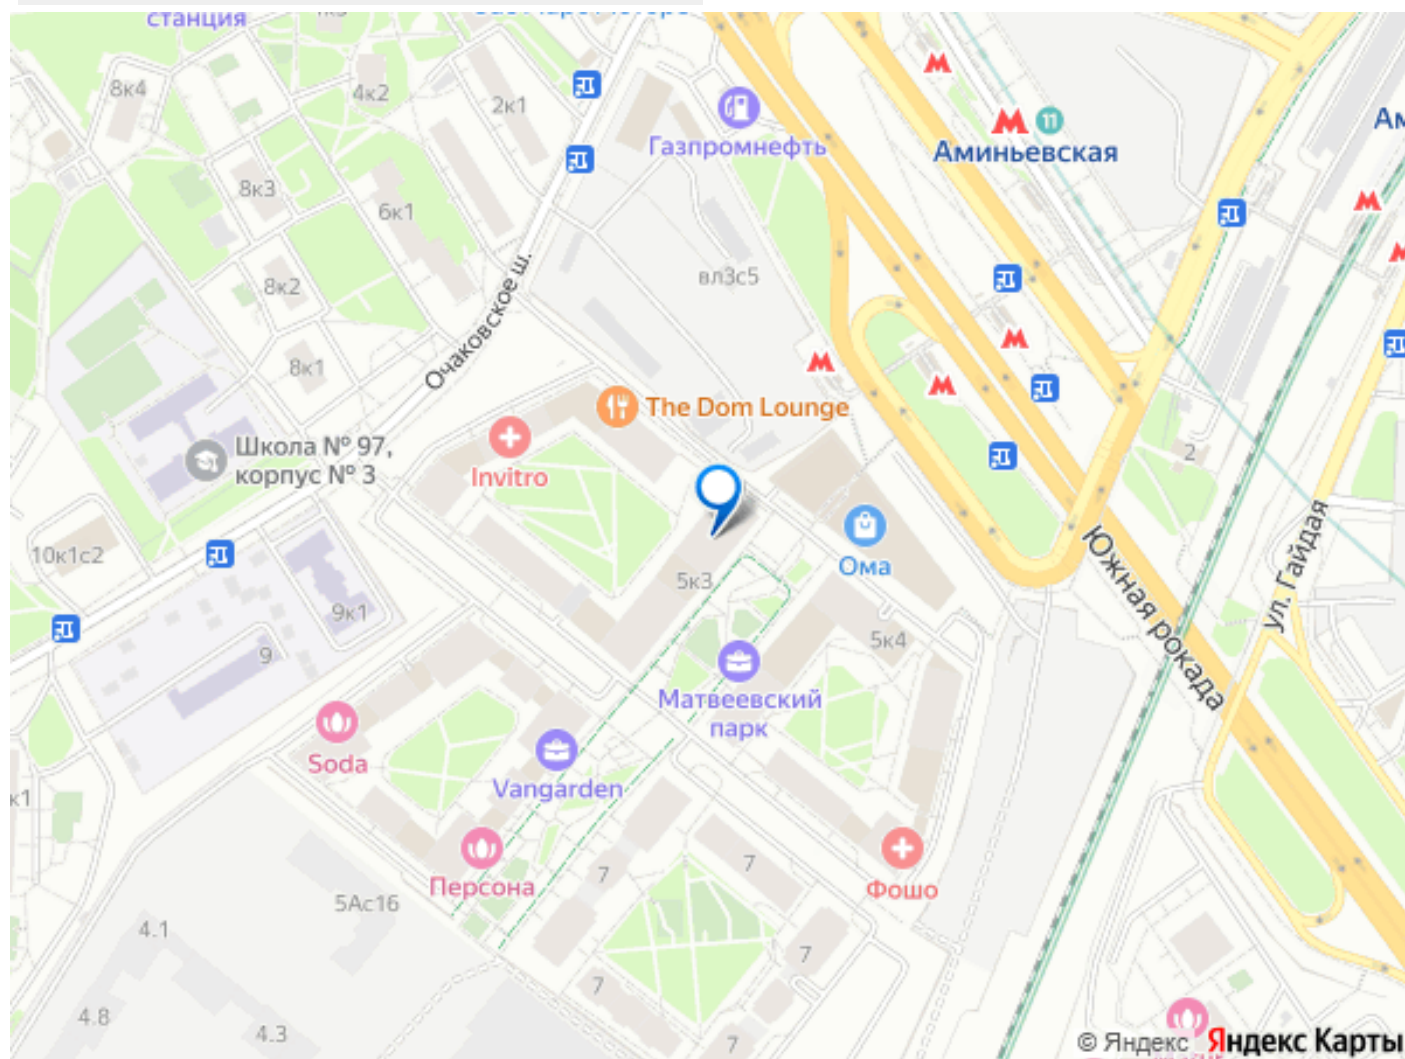 станция
8к4
4к2
2к1
Газпромнефть
11
Аминьевская
8к3
6к1
вл3с5
8к2
Очаковское ш.
8к1
The Dom Lounge
Школа № 97,
корпус № 3
Invitro
2
10к1с2
Ома
Южная рокада
ул. Гайдая
5к3
9к1
9
5к4
Матвеевский
парк
Soda
Vangarden
к1
7
7
Персона
Фошо
5Ас16
4.1
7
7
4.8
4.3
7
© Яндекс Яндекс Карты